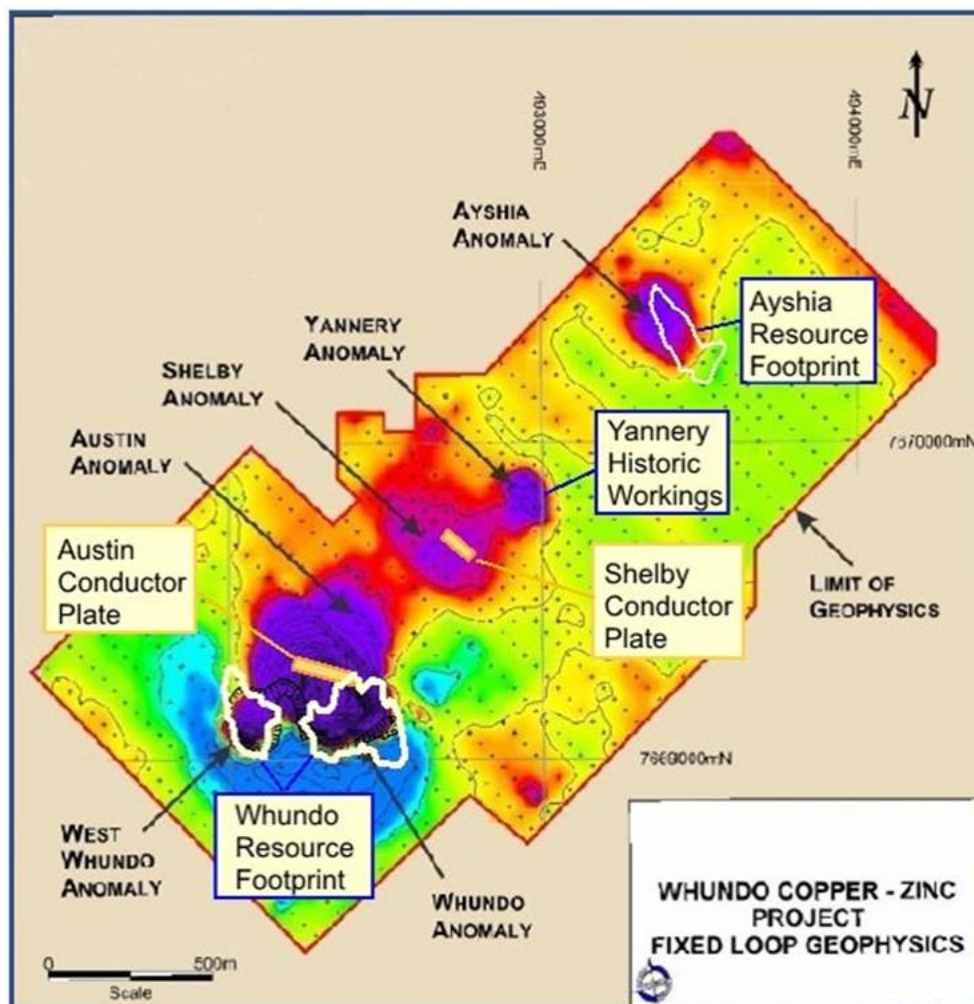 N
493000mE
494000mE
AYSHIA
ANOMALY
YANNERY
ANOMALY
SHELBY
ANOMALY
AUSTIN
ANOMALY
Ayshia
Resource
Footprint
Yannery
Historic
Workings
7670000mN
Austin
Conductor
Plate
Shelby
Conductor
Plate
LIMIT OF
GEOPHYSICS
7669000mN
WEST
WHUNDO
ANOMALY
Whundo
Resource
Footprint
WHUNDO
ANOMALY
0
500m
Scale
WHUNDO COPPER - ZINC
PROJECT
FIXED LOOP GEOPHYSICS